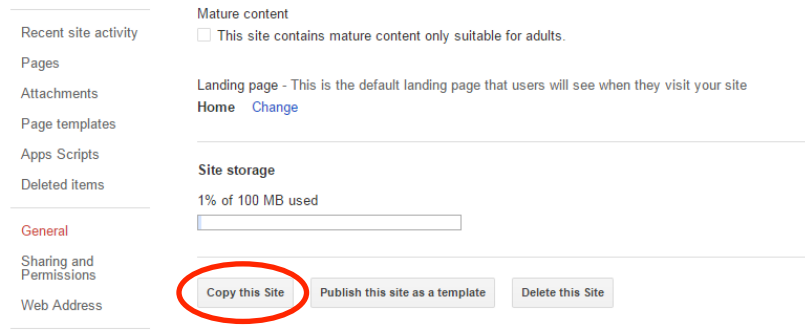 Recent site activity
Pages
Attachments
Page templates
Apps Scripts
Deleted items
General
Sharing and
Permissions
Web Address
Mature content
This site contains mature content only suitable for adults.
Landing page - This is the default landing page that users will see when they visit your site
Home Change
Site storage
1% of 100 MB used
Copy this Site Publish this site as a template Delete this Site